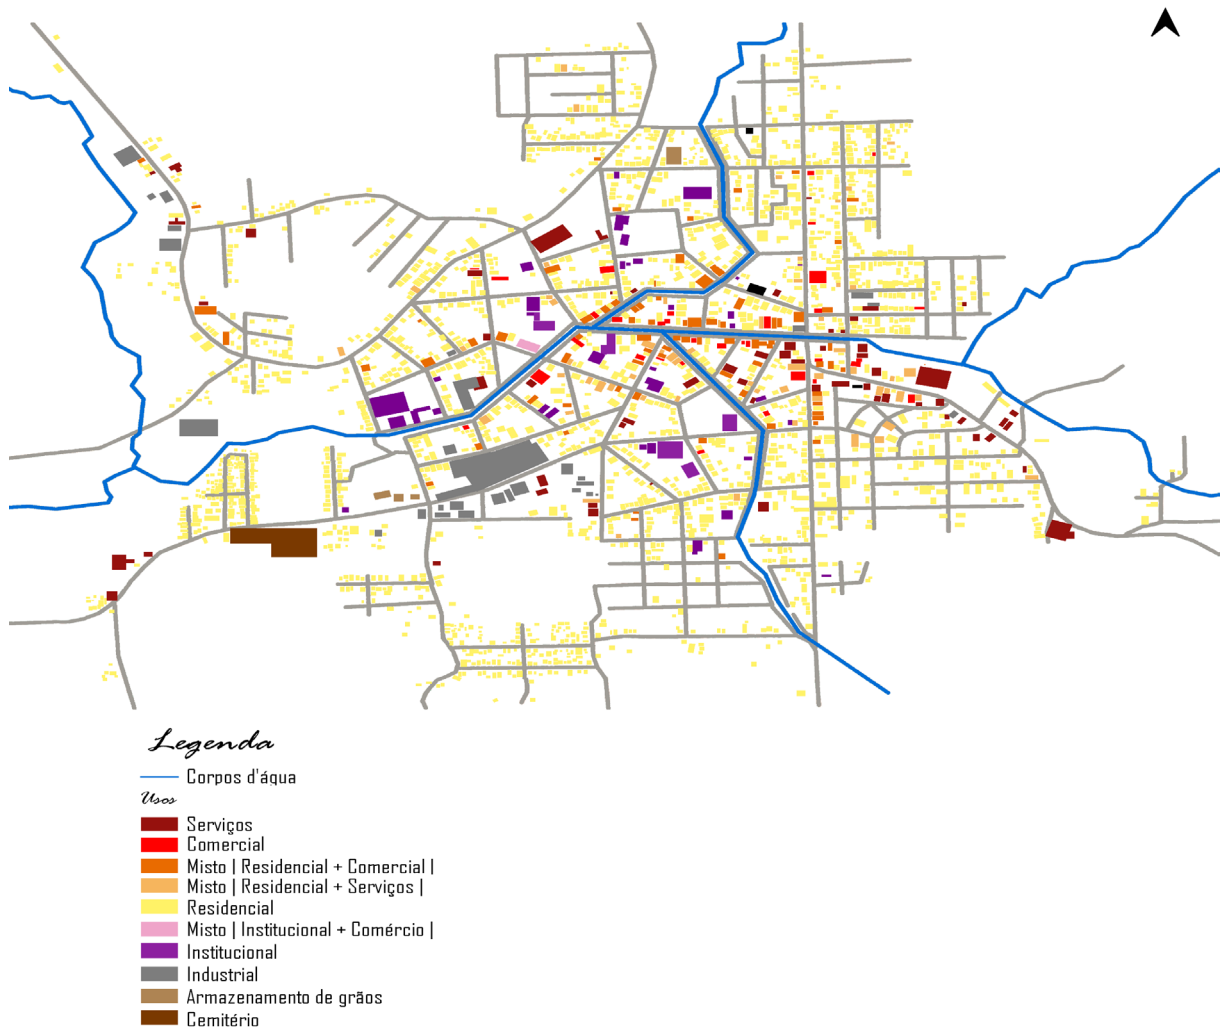 Legenda
Corpos d'água
Usos
Serviços
Comercial
Misto | Residencial + Comercial |
Misto | Residencial + Serviços |
Residencial
Misto | Institucional + Comércio |
Institucional
Industrial
Armazenamento de grãos
Cemitério